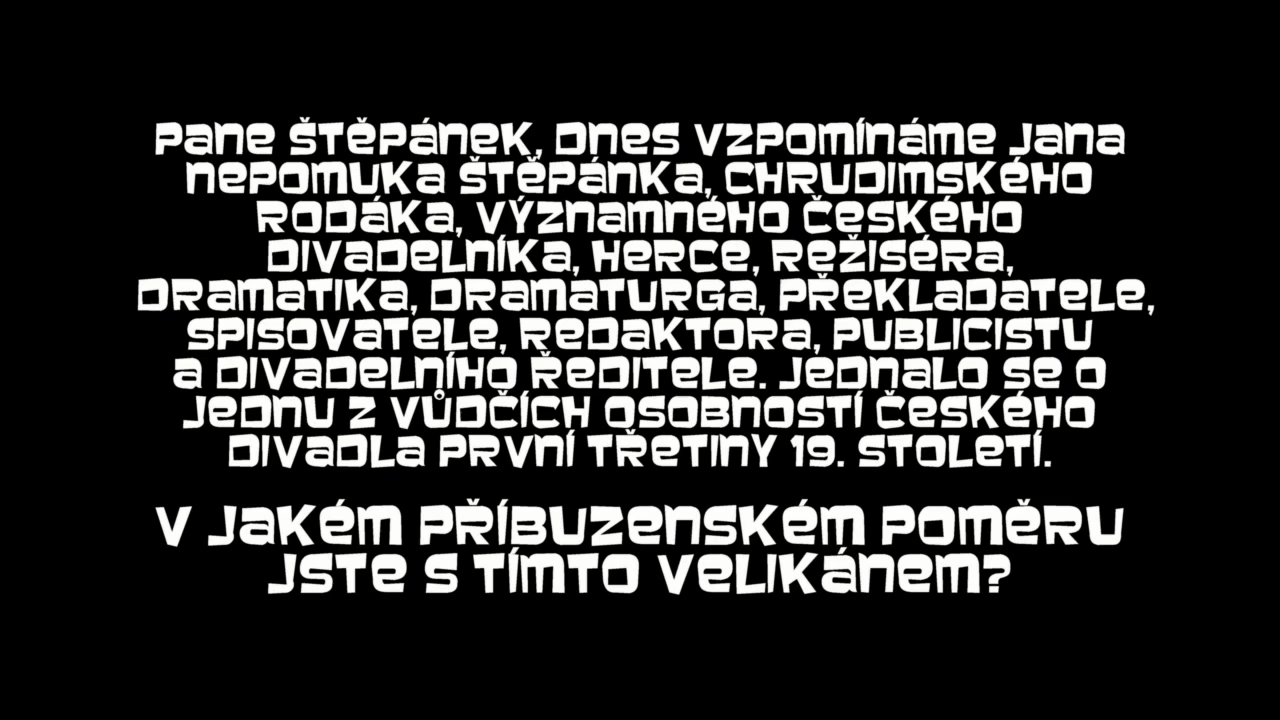 Pane Štěpánek, dnes vzpomínáme Jana
Nepomuka Štěpánka, chrudimského
rodáka, významného českého
divadelníka, herce, režiséra,
dramatika, dramaturga, překladatele,
spisovatele, redaktora, publicistu
a divadelního ředitele. Jednalo se o
jednu z vůdčích osobností českého
divadla první třetiny 19. století.
V jakém příbuzenském poměru
jste s tímto velikánem?